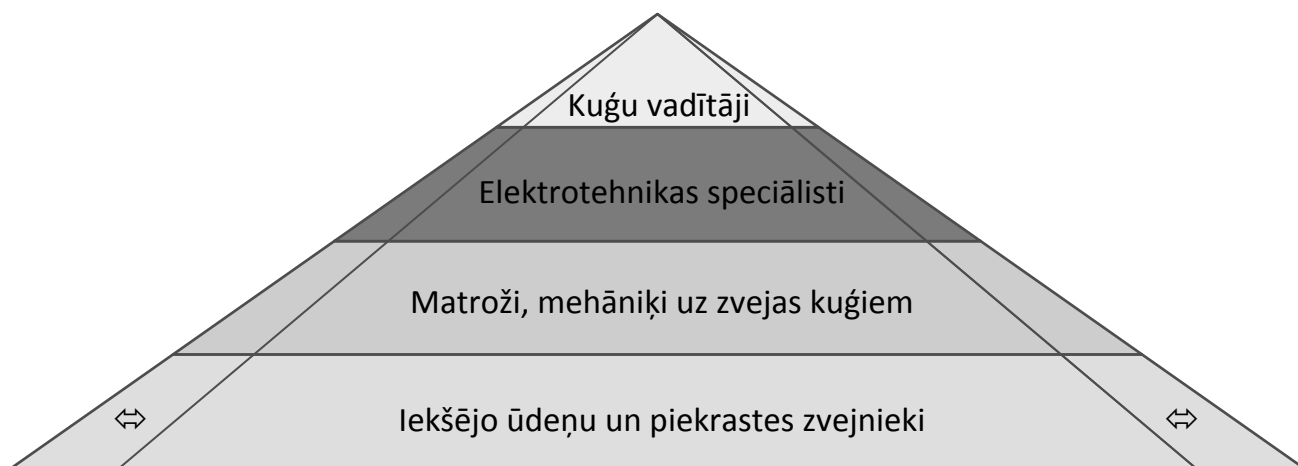 Kuģu vadītāji
Elektrotehnikas speciālisti
Matroži, mehāniķi uz zvejas kuģiem
⬄ Iekšējo ūdeņu un piekrastes zvejnieki ⬄